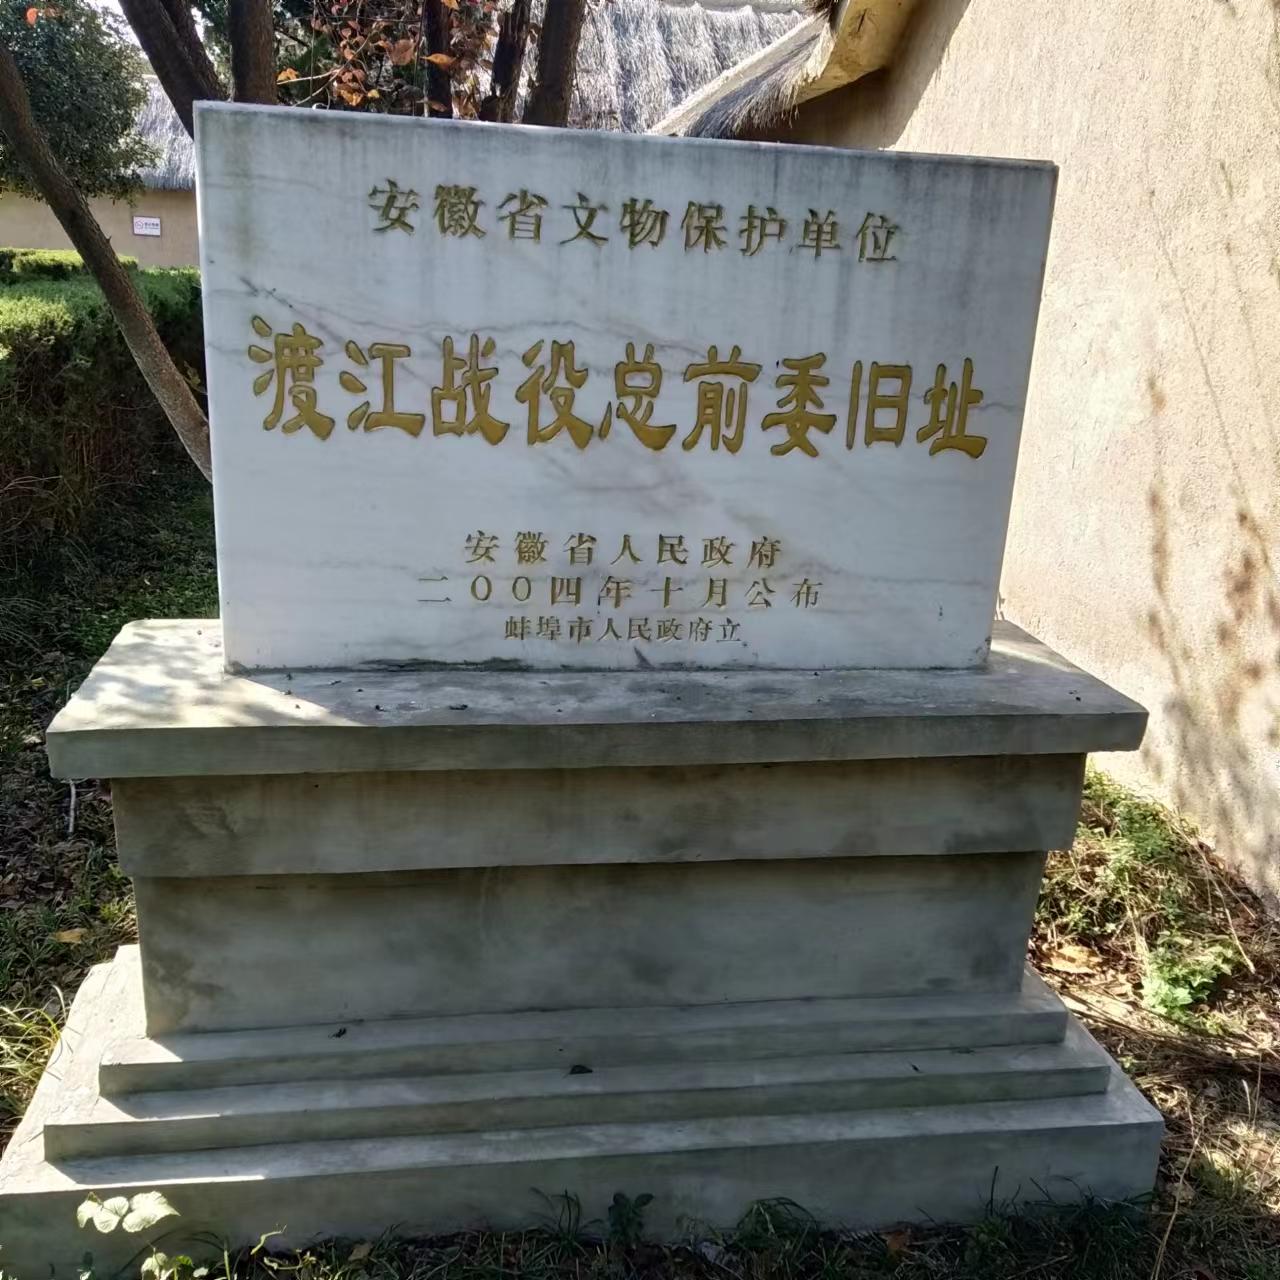 安徽省文物保护单位
渡江战役总前委旧址
安徽省人民政府
二〇〇四年十月公布
蚌埠市人民政府立